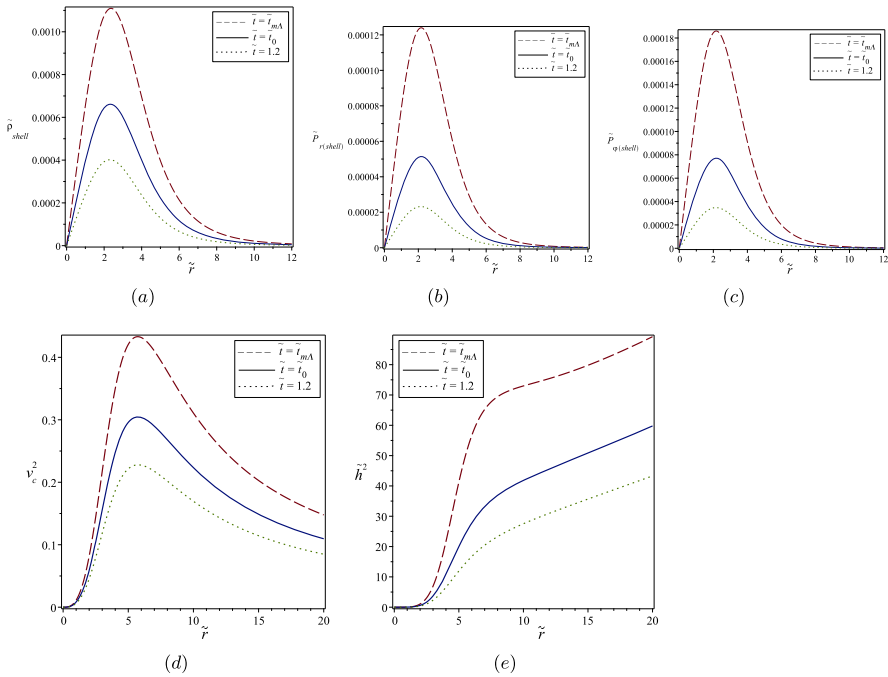 0.0010
0.0008
0.0006
0.0004
0.0002
0
ρ̃ shell
t̃ = t̃ mΛ
t̃ = t̃ 0
t̃ = 1.2
0 2 4 6 8 10 12
r̃
(a)
0.00012
0.00010
0.00008
0.00006
0.00004
0.00002
0
P̃ r(shell)
t̃ = t̃ mΛ
t̃ = t̃ 0
t̃ = 1.2
0 2 4 6 8 10 12
r̃
(b)
0.00018
0.00016
0.00014
0.00012
0.00010
0.00008
0.00006
0.00004
0.00002
0
P̃ φ(shell)
t̃ = t̃ mΛ
t̃ = t̃ 0
t̃ = 1.2
0 2 4 6 8 10 12
r̃
(c)
0.4
0.3
0.2
0.1
0
v c 2
t̃ = t̃ mΛ
t̃ = t̃ 0
t̃ = 1.2
0 5 10 15 20
r̃
(d)
80
70
60
50
40
30
20
10
0
h̃ 2
t̃ = t̃ mΛ
t̃ = t̃ 0
t̃ = 1.2
0 5 10 15 20
r̃
(e)